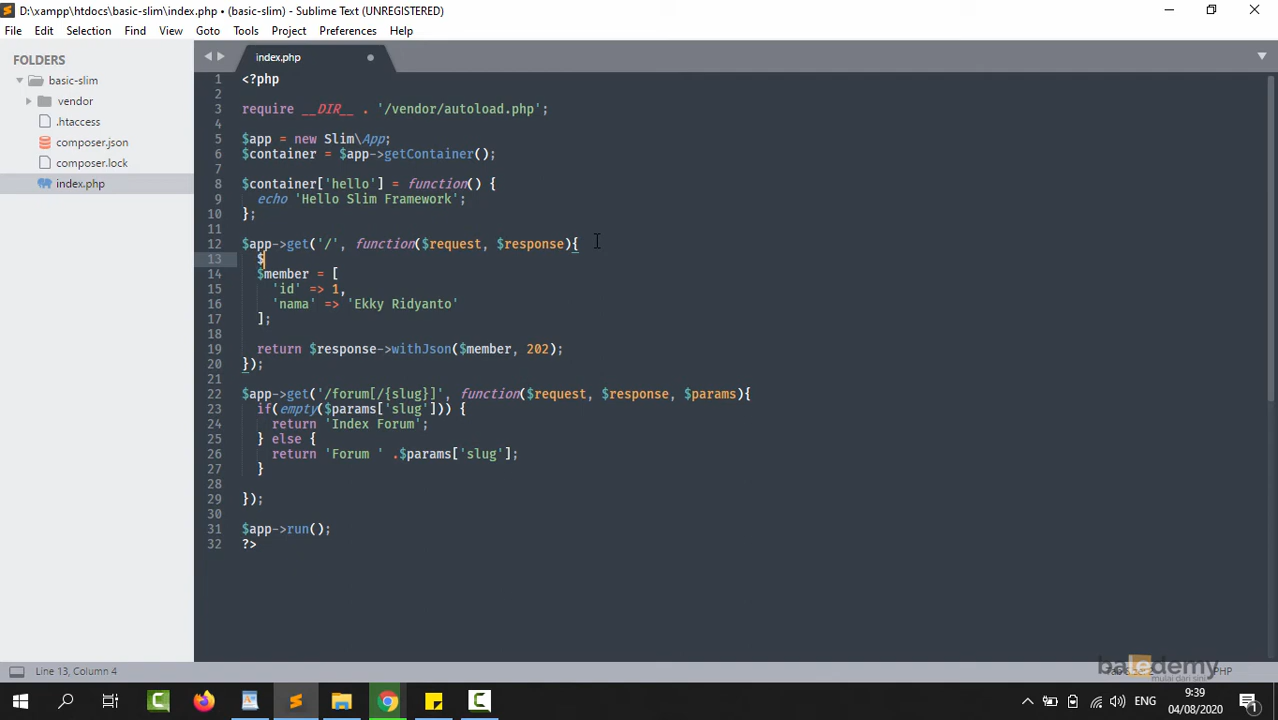 D:\xampp\htdocs\basic-slim\index.php • (basic-slim) - Sublime Text (UNREGISTERED)
File Edit Selection Find View Goto Tools Project Preferences Help
FOLDERS
basic-slim
vendor
.htaccess
composer.json
composer.lock
index.php
index.php
1 <?php
2
3 require __DIR__ . '/vendor/autoload.php';
4
5 $app = new Slim\App;
6 $container = $app->getContainer();
7
8 $container['hello'] = function() {
9 echo 'Hello Slim Framework';
10 };
11
12 $app->get('/', function($request, $response){
13 $
14 $member = [
15 'id' => 1,
16 'nama' => 'Ekky Ridyanto'
17 ];
18
19 return $response->withJson($member, 202);
20 });
21
22 $app->get('/forum[/{slug}]', function($request, $response, $params){
23 if(empty($params['slug'])) {
24 return 'Index Forum';
25 } else {
26 return 'Forum ' .$params['slug'];
27 }
28
29 });
30
31 $app->run();
32 ?>
Line 13, Column 4
PHP
baledemy
mulai dari sini
ENG
9:39
04/08/2020